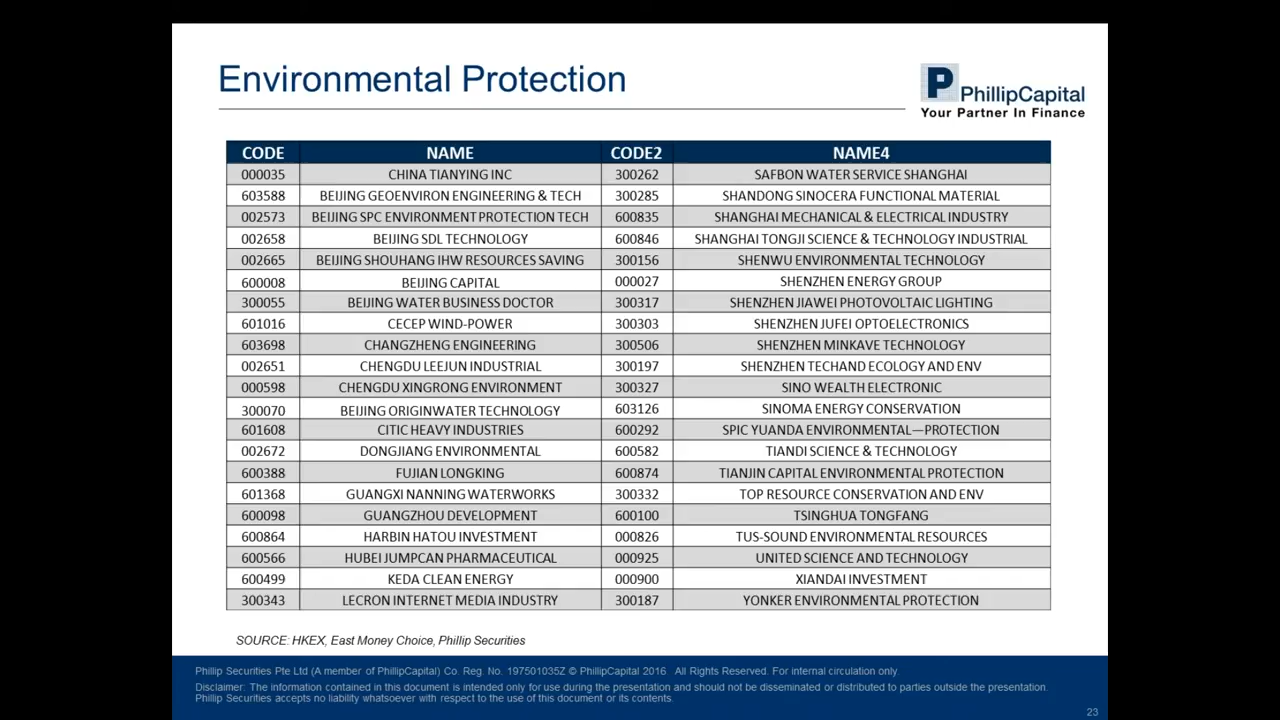 Environmental Protection
P PhillipCapital
Your Partner In Finance
CODE NAME CODE2 NAME4
000035 CHINA TIANYING INC 300262 SAFBON WATER SERVICE SHANGHAI
603588 BEIJING GEOENVIRON ENGINEERING & TECH 300285 SHANDONG SINOCERA FUNCTIONAL MATERIAL
002573 BEIJING SPC ENVIRONMENT PROTECTION TECH 600835 SHANGHAI MECHANICAL & ELECTRICAL INDUSTRY
002658 BEIJING SDL TECHNOLOGY 600846 SHANGHAI TONGJI SCIENCE & TECHNOLOGY INDUSTRIAL
002665 BEIJING SHOUHANG IHW RESOURCES SAVING 300156 SHENWU ENVIRONMENTAL TECHNOLOGY
600008 BEIJING CAPITAL 000027 SHENZHEN ENERGY GROUP
300055 BEIJING WATER BUSINESS DOCTOR 300317 SHENZHEN JIAWEI PHOTOVOLTAIC LIGHTING
601016 CECEP WIND-POWER 300303 SHENZHEN JUFEI OPTOELECTRONICS
603698 CHANGZHENG ENGINEERING 300506 SHENZHEN MINKAVE TECHNOLOGY
002651 CHENGDU LEEJUN INDUSTRIAL 300197 SHENZHEN TECHAND ECOLOGY AND ENV
000598 CHENGDU XINGRONG ENVIRONMENT 300327 SINO WEALTH ELECTRONIC
300070 BEIJING ORIGINWATER TECHNOLOGY 603126 SINOMA ENERGY CONSERVATION
601608 CITIC HEAVY INDUSTRIES 600292 SPIC YUANDA ENVIRONMENTAL—PROTECTION
002672 DONGJIANG ENVIRONMENTAL 600582 TIANDI SCIENCE & TECHNOLOGY
600388 FUJIAN LONGKING 600874 TIANJIN CAPITAL ENVIRONMENTAL PROTECTION
601368 GUANGXI NANNING WATERWORKS 300332 TOP RESOURCE CONSERVATION AND ENV
600098 GUANGZHOU DEVELOPMENT 600100 TSINGHUA TONGFANG
600864 HARBIN HATOU INVESTMENT 000826 TUS-SOUND ENVIRONMENTAL RESOURCES
600566 HUBEI JUMPCAN PHARMACEUTICAL 000925 UNITED SCIENCE AND TECHNOLOGY
600499 KEDA CLEAN ENERGY 000900 XIANDAI INVESTMENT
300343 LECRON INTERNET MEDIA INDUSTRY 300187 YONKER ENVIRONMENTAL PROTECTION
SOURCE: HKEX, East Money Choice, Phillip Securities
Phillip Securities Pte Ltd (A member of PhillipCapital) Co. Reg. No. 197501035Z © PhillipCapital 2016. All Rights Reserved. For internal circulation only.
Disclaimer: The information contained in this document is intended only for use during the presentation and should not be disseminated or distributed to parties outside the presentation.
Phillip Securities accepts no liability whatsoever with respect to the use of this document or its contents.
23